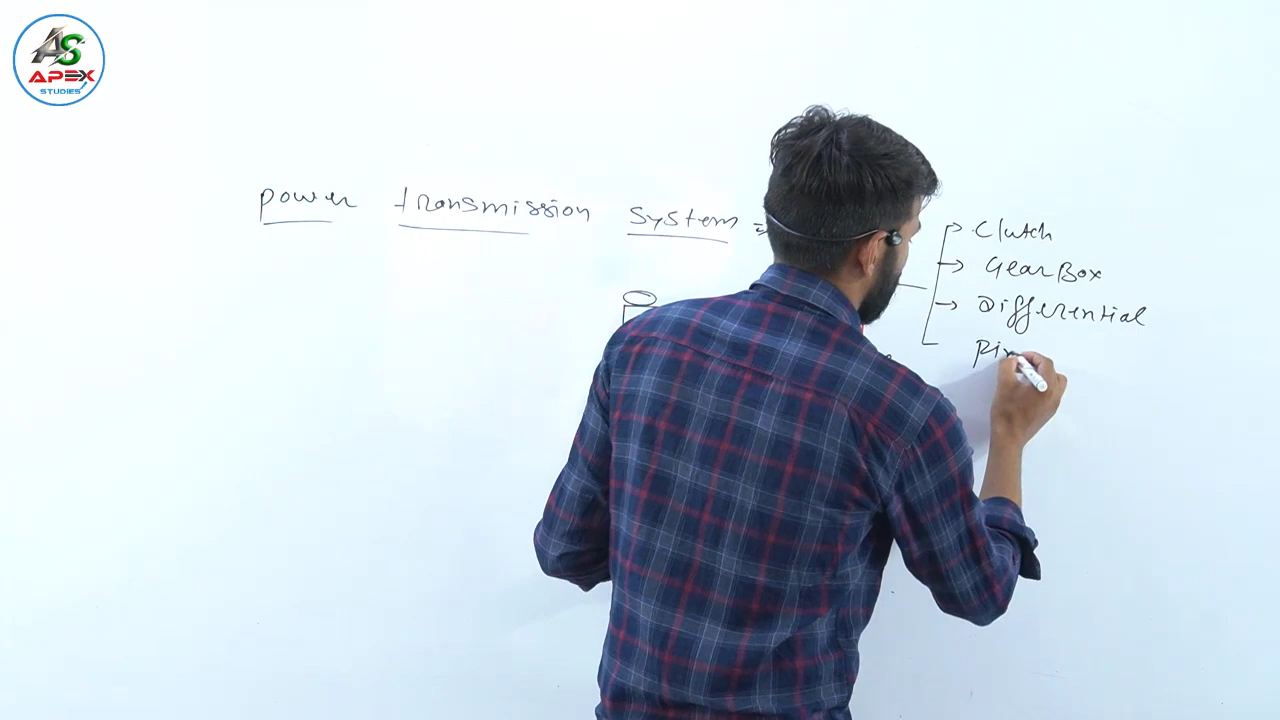 AS
APEX
STUDIES
Power transmission System ⇒
→ Clutch
→ Gear Box
→ Differential